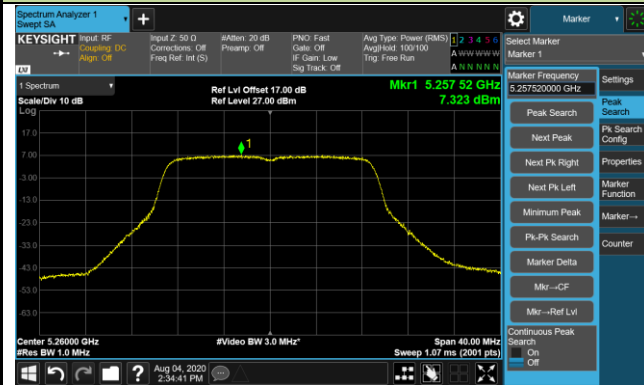 Spectrum Analyzer 1
Swept SA
+
Marker
KEYSIGHT
Input: RF
Coupling: DC
Align: Off
Input Z: 50 Ω
Corrections: Off
Freq Ref: Int (S)
#Atten: 20 dB
Preamp: Off
PNO: Fast
Gate: Off
IF Gain: Low
Sig Track: Off
Avg Type: Power (RMS)
Avg|Hold: 100/100
Trig: Free Run
1 2 3 4 5 6
A W W W W W
A N N N N N
LXI
Select Marker
Marker 1
1 Spectrum
Scale/Div 10 dB
Log
Ref Lvl Offset 17.00 dB
Ref Level 27.00 dBm
Mkr1 5.257 52 GHz
7.323 dBm
17.0
7.00
-3.00
-13.0
-23.0
-33.0
-43.0
-53.0
-63.0
1
Center 5.26000 GHz
#Res BW 1.0 MHz
#Video BW 3.0 MHz*
Span 40.00 MHz
Sweep 1.07 ms (2001 pts)
Marker Frequency
5.257520000 GHz
Peak Search
Next Peak
Next Pk Right
Next Pk Left
Minimum Peak
Pk-Pk Search
Marker Delta
Mkr→CF
Mkr→Ref Lvl
Continuous Peak
Search
On
Off
Settings
Peak
Search
Pk Search
Config
Properties
Marker
Function
Marker→
Counter
?
Aug 04, 2020
2:34:41 PM